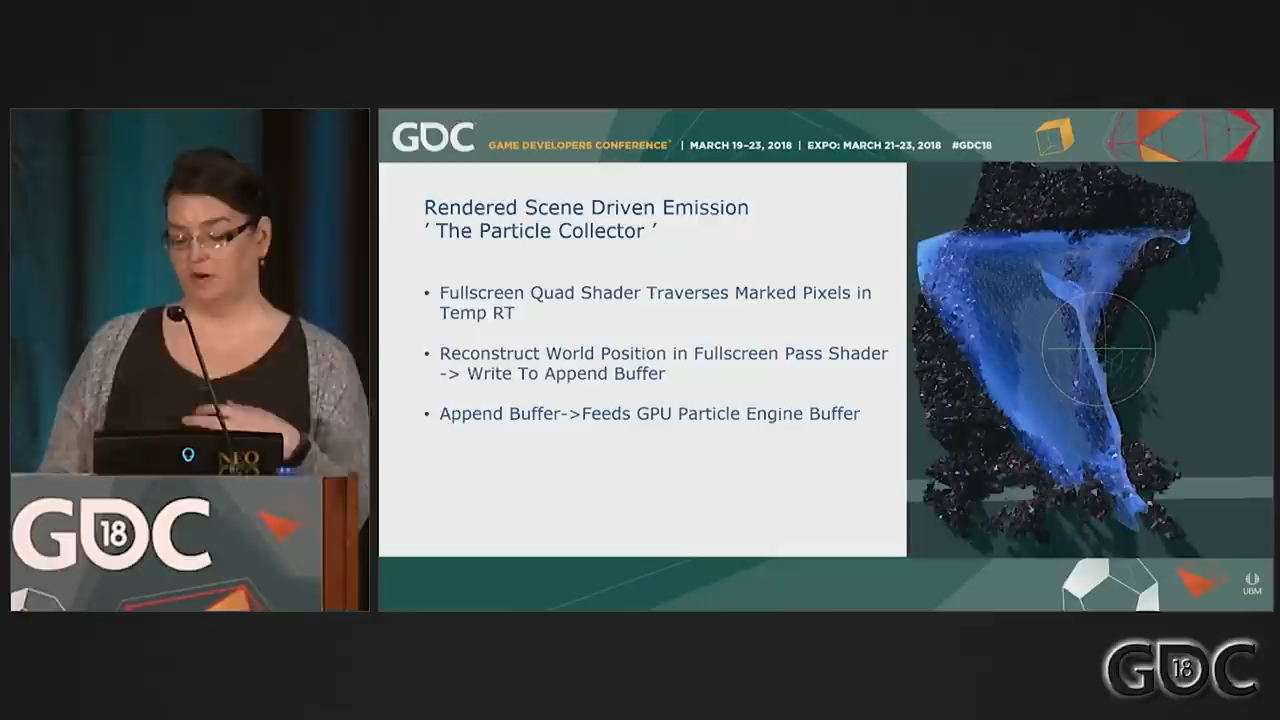 GDC
GAME DEVELOPERS CONFERENCE | MARCH 19–23, 2018 | EXPO: MARCH 21–23, 2018 #GDC18
Rendered Scene Driven Emission
' The Particle Collector '
• Fullscreen Quad Shader Traverses Marked Pixels in
Temp RT
• Reconstruct World Position in Fullscreen Pass Shader
-> Write To Append Buffer
• Append Buffer->Feeds GPU Particle Engine Buffer
NEO
GDC
18
UBM
GDC
18